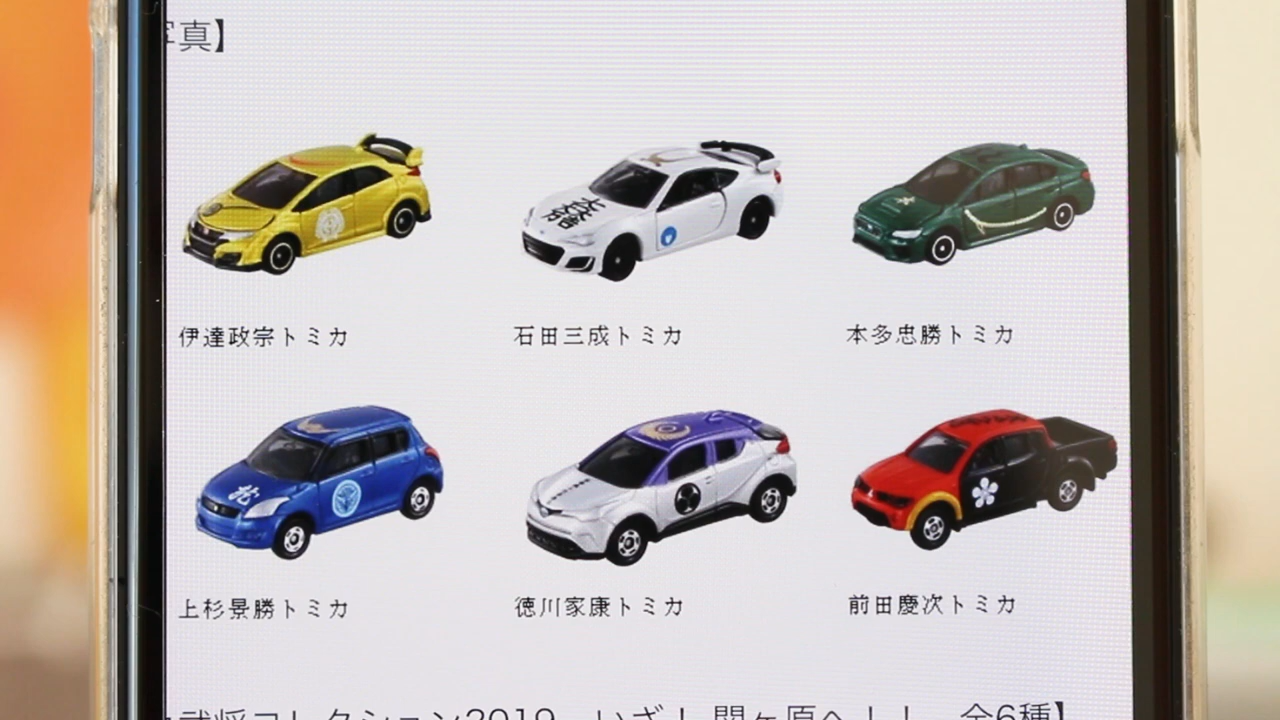 真】
伊達政宗トミカ
石田三成トミカ
本多忠勝トミカ
上杉景勝トミカ
徳川家康トミカ
前田慶次トミカ
武将コレクション2019 いざ！関ヶ原へ！！ 全6種】